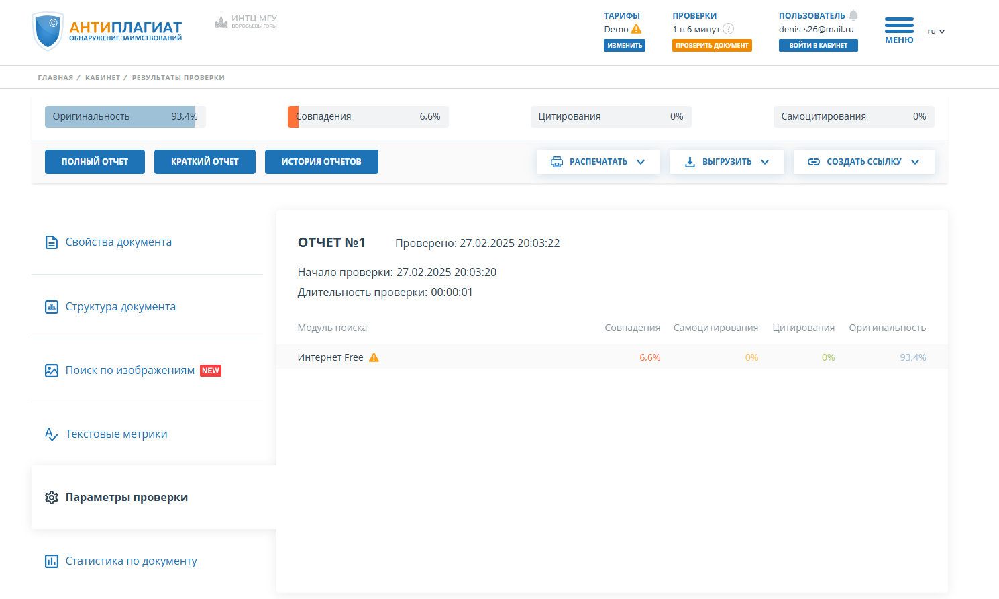 ©
АНТИПЛАГИАТ
ОБНАРУЖЕНИЕ ЗАИМСТВОВАНИЙ
ИНТЦ МГУ
ВОРОБЬЕВЫ ГОРЫ
ТАРИФЫ
Demo
ИЗМЕНИТЬ
ПРОВЕРКИ
1 в 6 минут ?
ПРОВЕРИТЬ ДОКУМЕНТ
ПОЛЬЗОВАТЕЛЬ
denis-s26@mail.ru
ВОЙТИ В КАБИНЕТ
МЕНЮ
ru
ГЛАВНАЯ / КАБИНЕТ / РЕЗУЛЬТАТЫ ПРОВЕРКИ
Оригинальность 93,4%
Совпадения 6,6%
Цитирования 0%
Самоцитирования 0%
ПОЛНЫЙ ОТЧЕТ
КРАТКИЙ ОТЧЕТ
ИСТОРИЯ ОТЧЕТОВ
РАСПЕЧАТАТЬ
ВЫГРУЗИТЬ
СОЗДАТЬ ССЫЛКУ
Свойства документа
Структура документа
Поиск по изображениям NEW
Текстовые метрики
Параметры проверки
Статистика по документу
ОТЧЕТ №1 Проверено: 27.02.2025 20:03:22
Начало проверки: 27.02.2025 20:03:20
Длительность проверки: 00:00:01
Модуль поиска Совпадения Самоцитирования Цитирования Оригинальность
Интернет Free 6,6% 0% 0% 93,4%